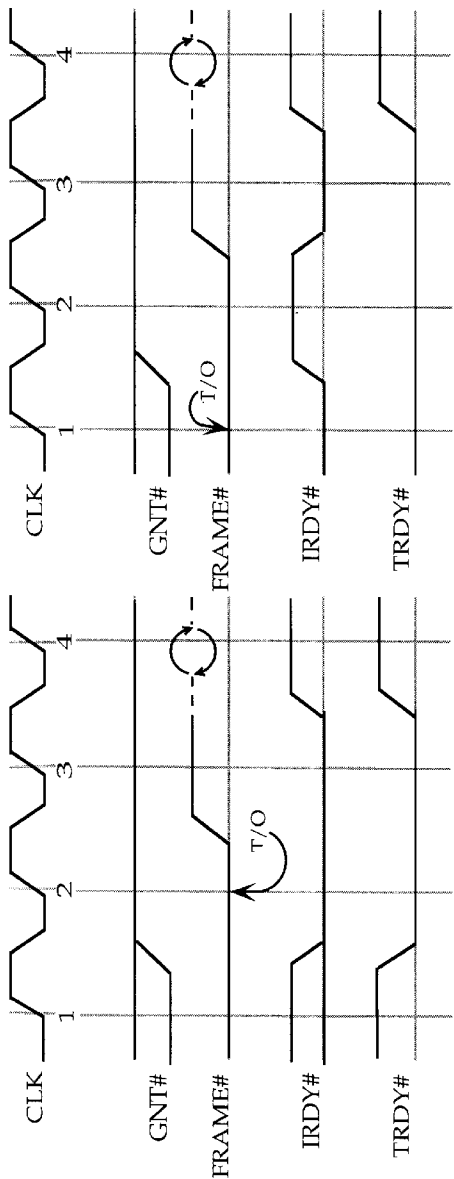 CLK
1
2
3
4
GNT#
FRAME#
T/O
IRDY#
TRDY#
CLK
1
2
3
4
GNT#
T/O
FRAME#
IRDY#
TRDY#